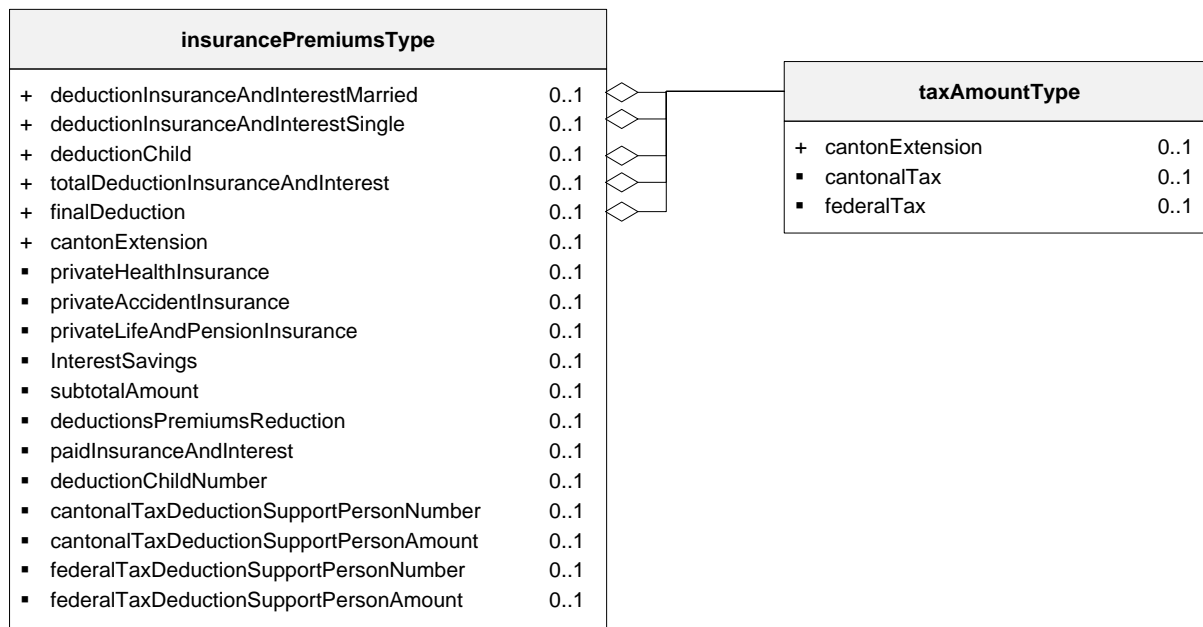 insurancePremiumsType
+ deductionInsuranceAndInterestMarried 0..1
+ deductionInsuranceAndInterestSingle 0..1
+ deductionChild 0..1
+ totalDeductionInsuranceAndInterest 0..1
+ finalDeduction 0..1
+ cantonExtension 0..1
▪ privateHealthInsurance 0..1
▪ privateAccidentInsurance 0..1
▪ privateLifeAndPensionInsurance 0..1
▪ InterestSavings 0..1
▪ subtotalAmount 0..1
▪ deductionsPremiumsReduction 0..1
▪ paidInsuranceAndInterest 0..1
▪ deductionChildNumber 0..1
▪ cantonalTaxDeductionSupportPersonNumber 0..1
▪ cantonalTaxDeductionSupportPersonAmount 0..1
▪ federalTaxDeductionSupportPersonNumber 0..1
▪ federalTaxDeductionSupportPersonAmount 0..1
taxAmountType
+ cantonExtension 0..1
▪ cantonalTax 0..1
▪ federalTax 0..1